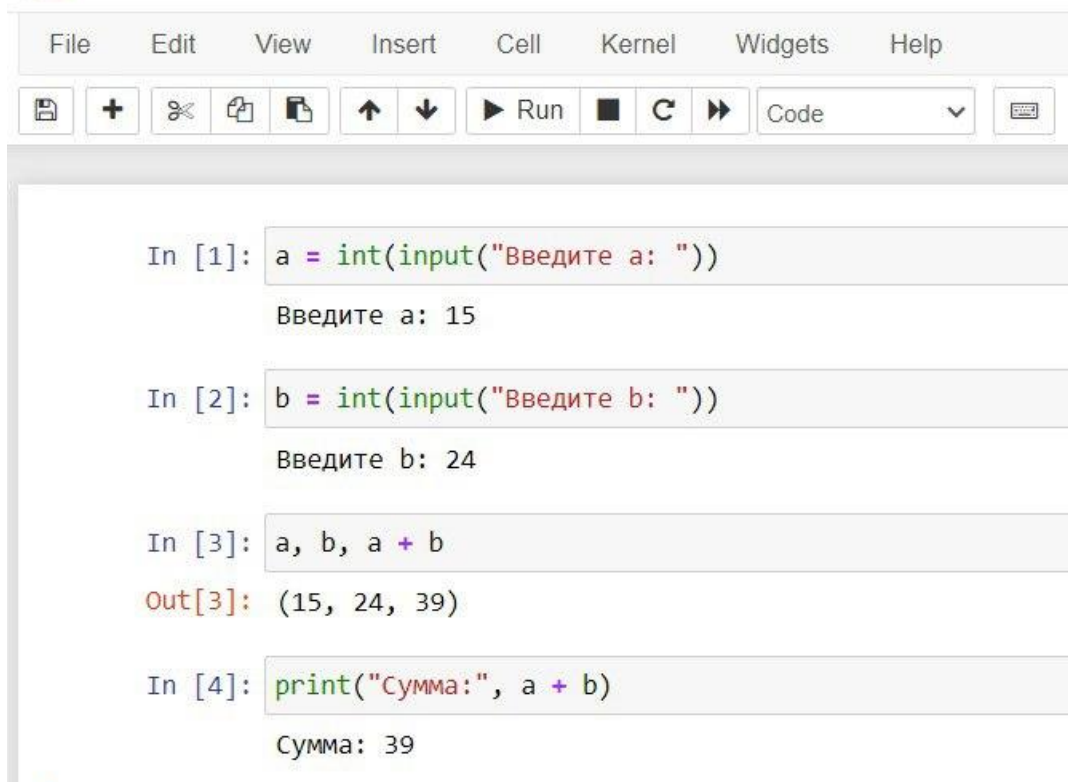 File Edit View Insert Cell Kernel Widgets Help
Run Code
In [1]: a = int(input("Введите a: "))
Введите a: 15
In [2]: b = int(input("Введите b: "))
Введите b: 24
In [3]: a, b, a + b
Out[3]: (15, 24, 39)
In [4]: print("Сумма:", a + b)
Сумма: 39